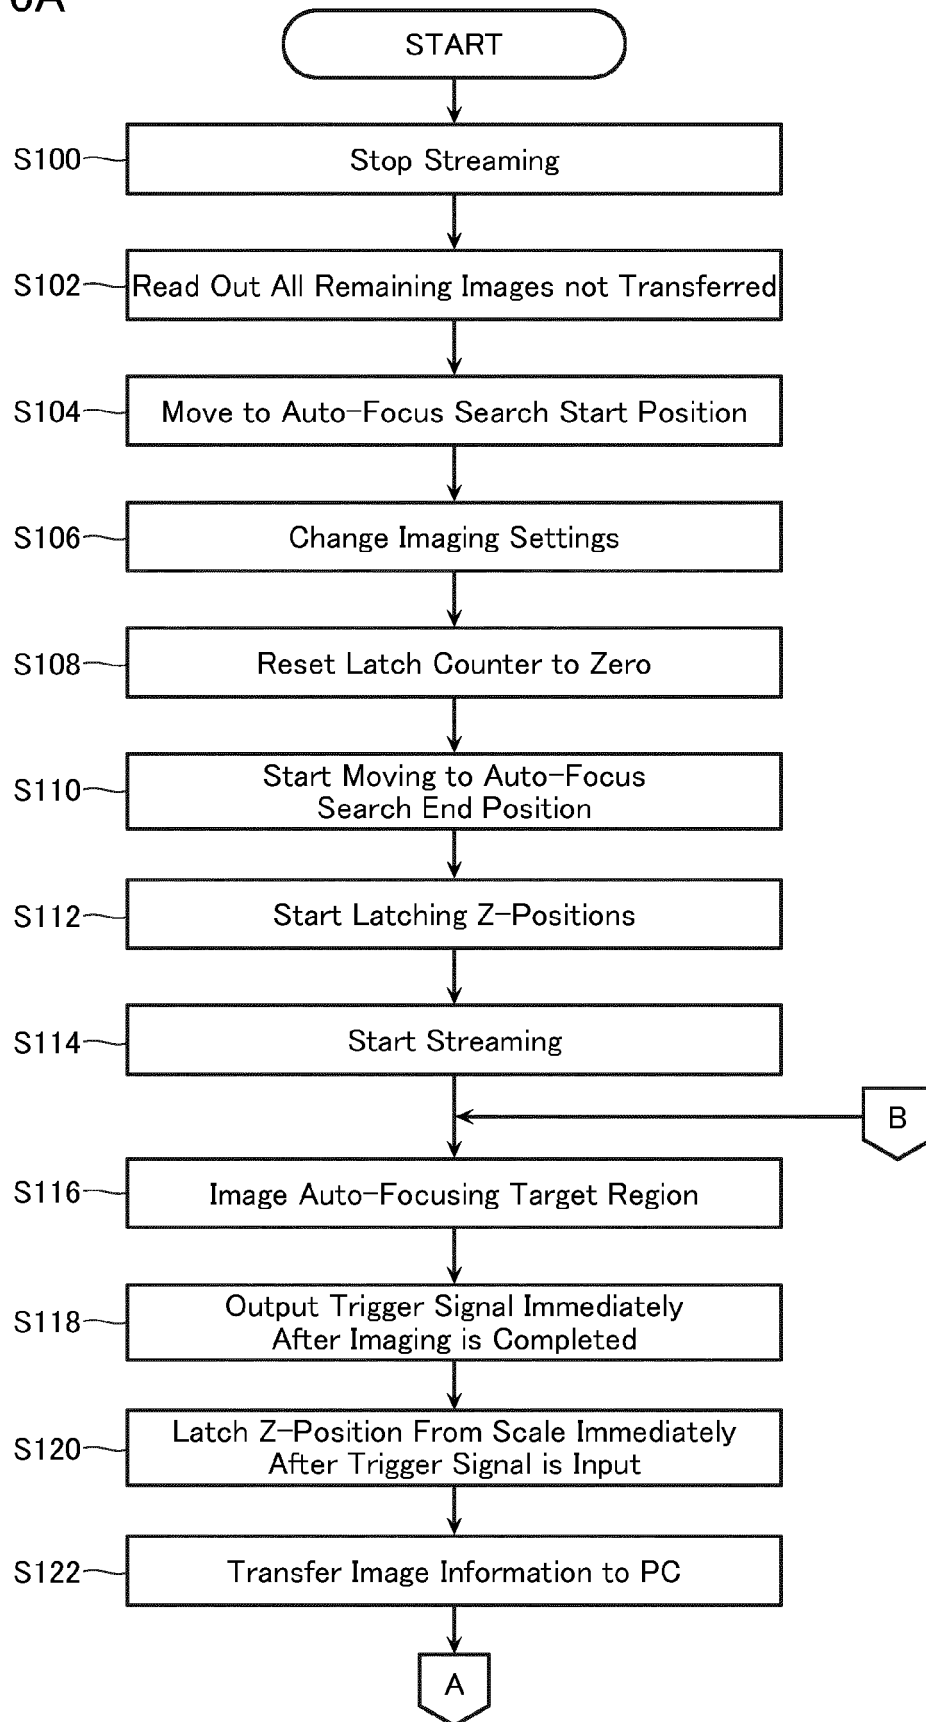 START
S100
Stop Streaming
S102
Read Out All Remaining Images not Transferred
S104
Move to Auto-Focus Search Start Position
S106
Change Imaging Settings
S108
Reset Latch Counter to Zero
S110
Start Moving to Auto-Focus
Search End Position
S112
Start Latching Z-Positions
S114
Start Streaming
B
S116
Image Auto-Focusing Target Region
S118
Output Trigger Signal Immediately
After Imaging is Completed
S120
Latch Z-Position From Scale Immediately
After Trigger Signal is Input
S122
Transfer Image Information to PC
A